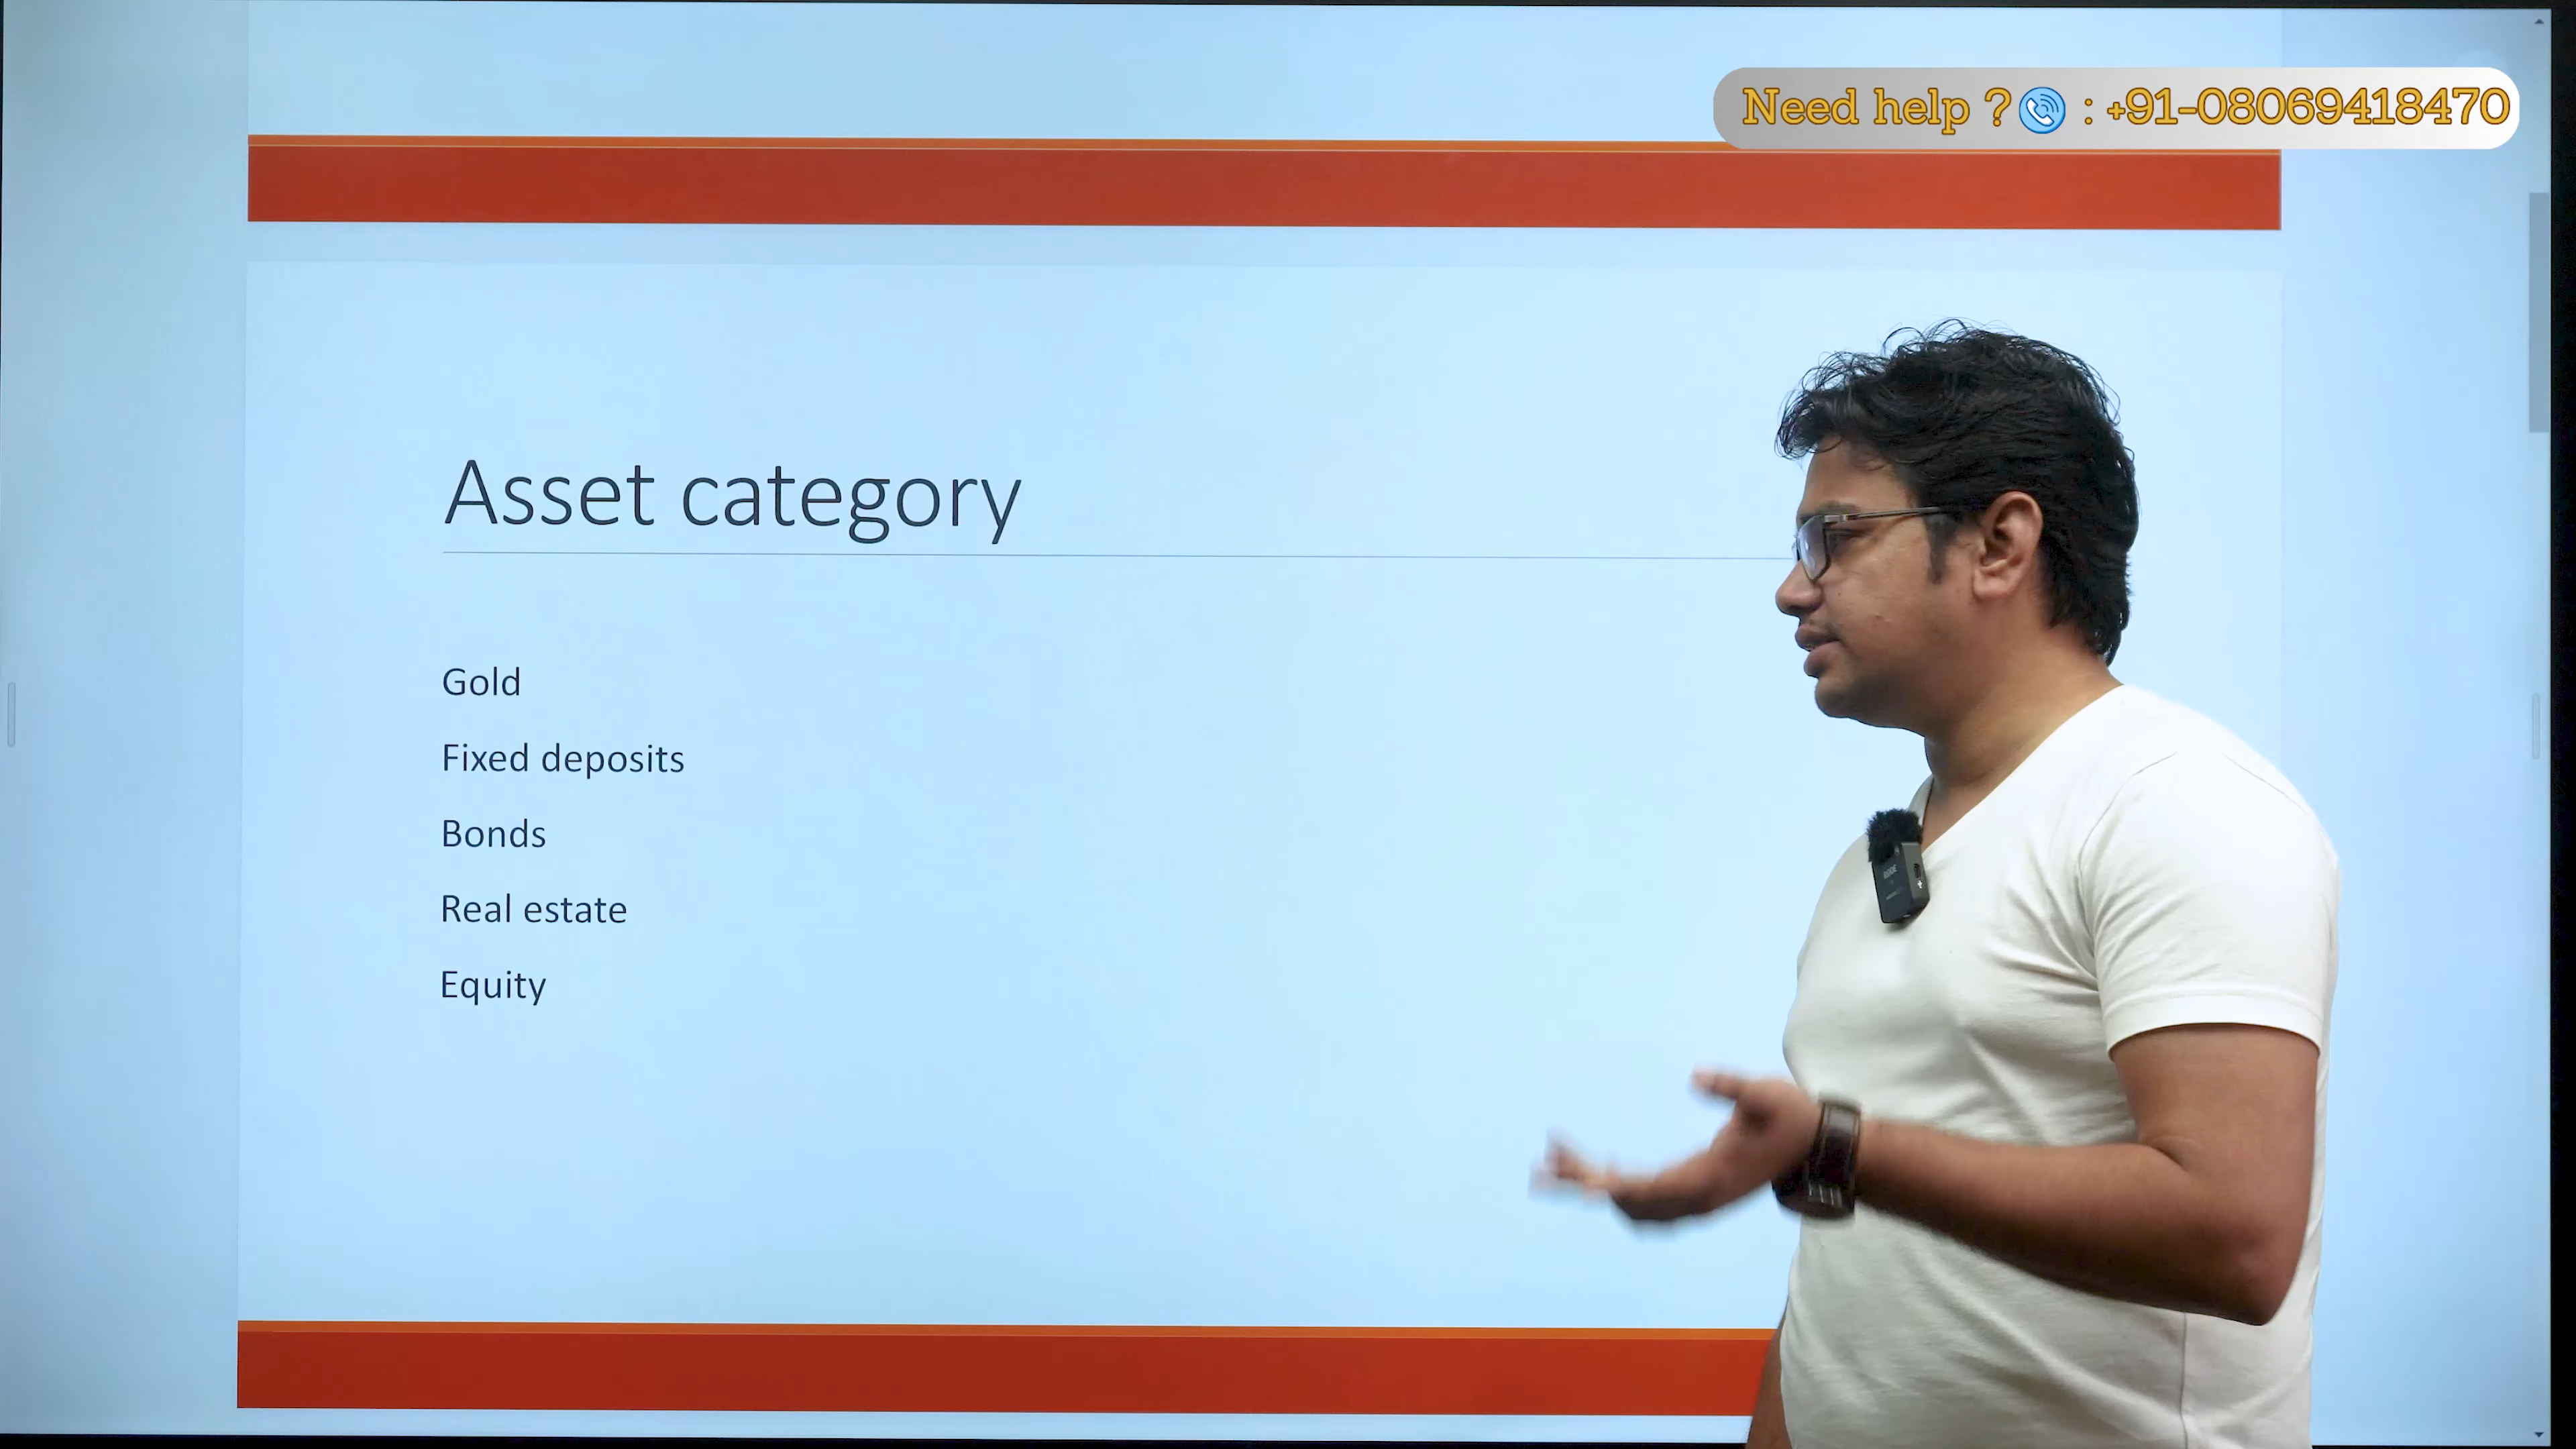 Need help ? : +91-08069418470
Asset category
Gold
Fixed deposits
Bonds
Real estate
Equity